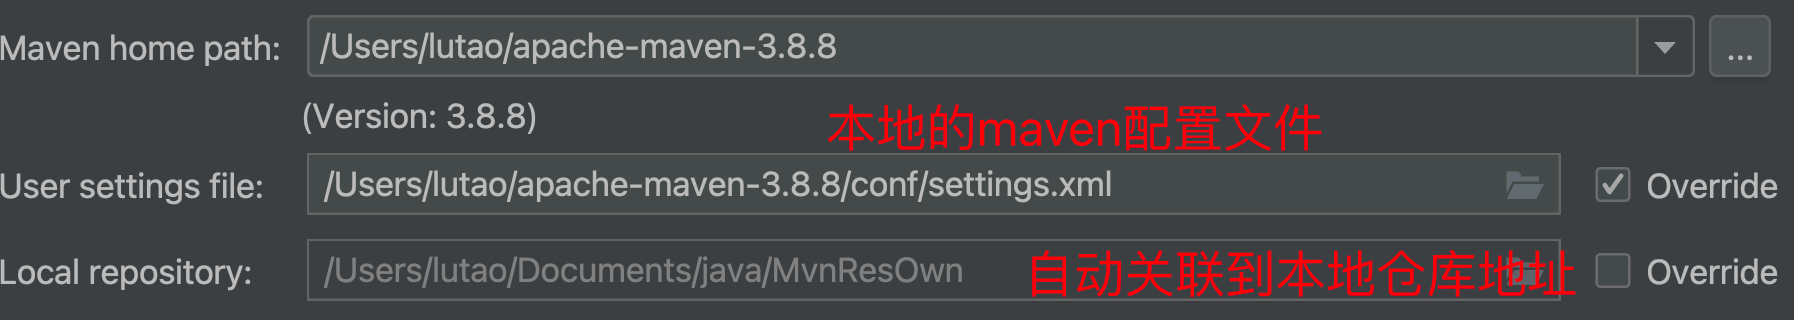 Maven home path: /Users/lutao/apache-maven-3.8.8 ...
(Version: 3.8.8)
本地的maven配置文件
User settings file: /Users/lutao/apache-maven-3.8.8/conf/settings.xml Override
Local repository: /Users/lutao/Documents/java/MvnResOwn 自动关联到本地仓库地址 Override